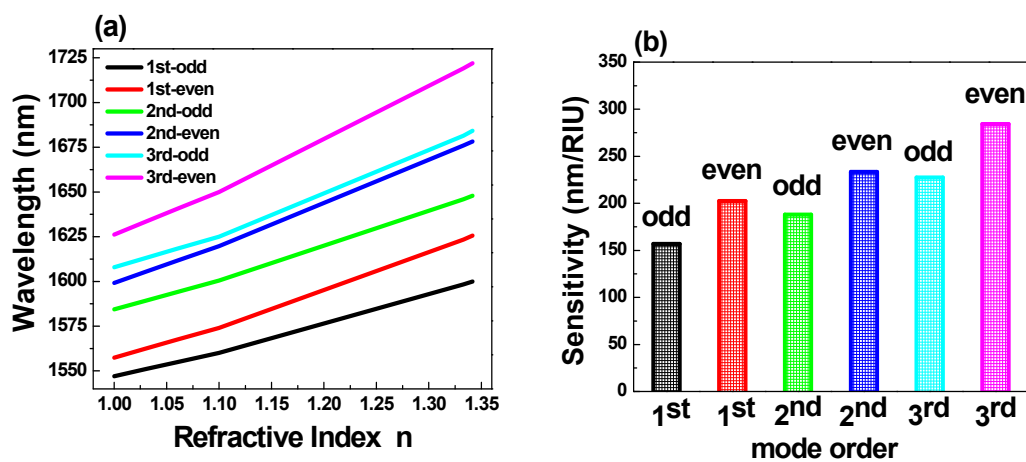 (a)
1725
1700
1675
1650
1625
1600
1575
1550
Wavelength (nm)
1st-odd
1st-even
2nd-odd
2nd-even
3rd-odd
3rd-even
1.00 1.05 1.10 1.15 1.20 1.25 1.30 1.35
Refractive Index n
(b)
350
300
250
200
150
100
50
0
Sensitivity (nm/RIU)
odd
even
odd
even
odd
even
1st 1st 2nd 2nd 3rd 3rd
mode order